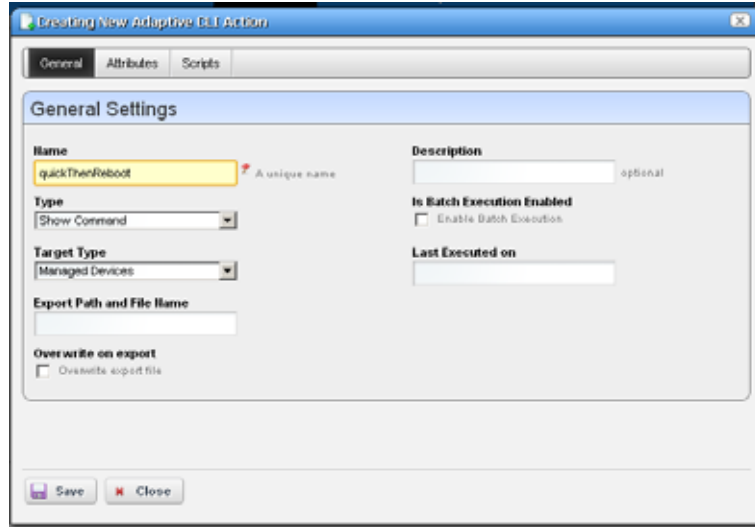 Creating New Adaptive CLI Action
General Attributes Scripts
General Settings
Name
quickThenReboot
A unique name
Description
optional
Type
Show Command
Is Batch Execution Enabled
Enable Batch Execution
Target Type
Managed Devices
Last Executed on
Export Path and File Name
Overwrite on export
Overwrite export file
Save Close